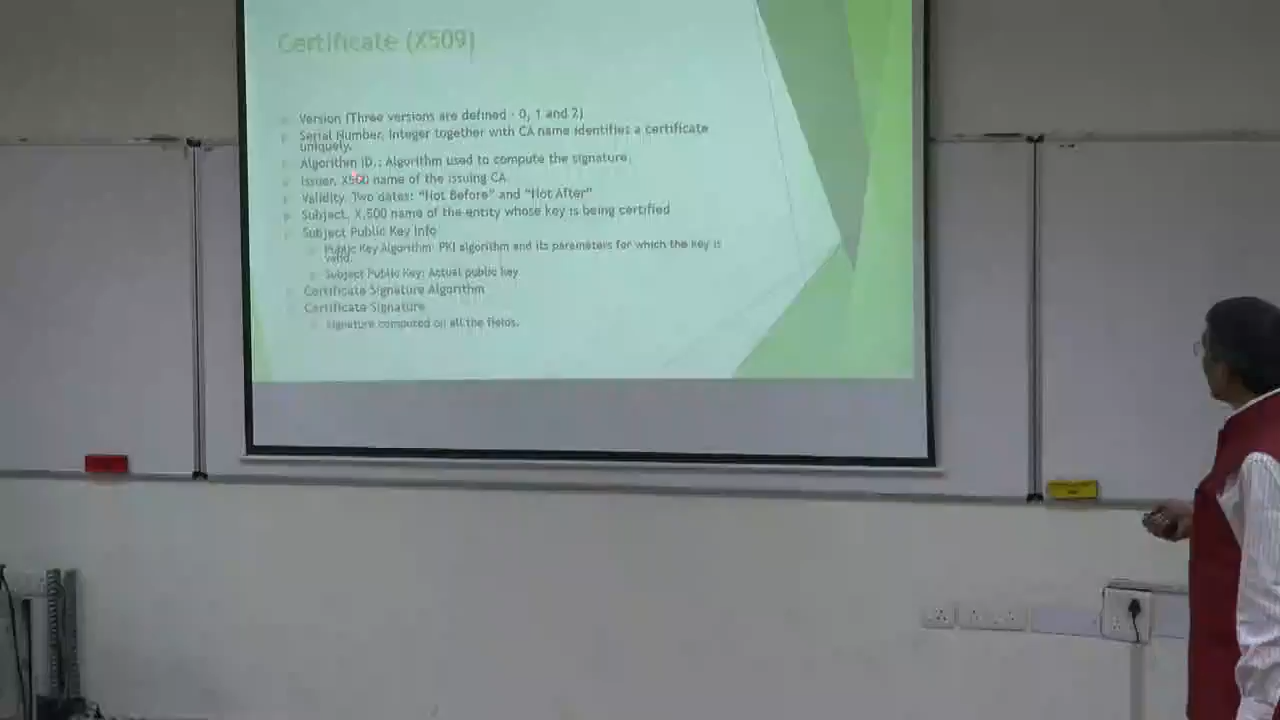 Certificate (X509)
Version (Three versions are defined - 0, 1 and 2)
Serial Number. Integer together with CA name identifies a certificate
uniquely.
Algorithm ID.: Algorithm used to compute the signature.
Issuer. X500 name of the issuing CA
Validity. Two dates: "Not Before" and "Not After"
Subject. X.500 name of the entity whose key is being certified
Subject Public Key Info
Public Key Algorithm: PKI algorithm and its parameters for which the key is
valid.
Subject Public Key: Actual public key
Certificate Signature Algorithm
Certificate Signature
Signature computed on all the fields.